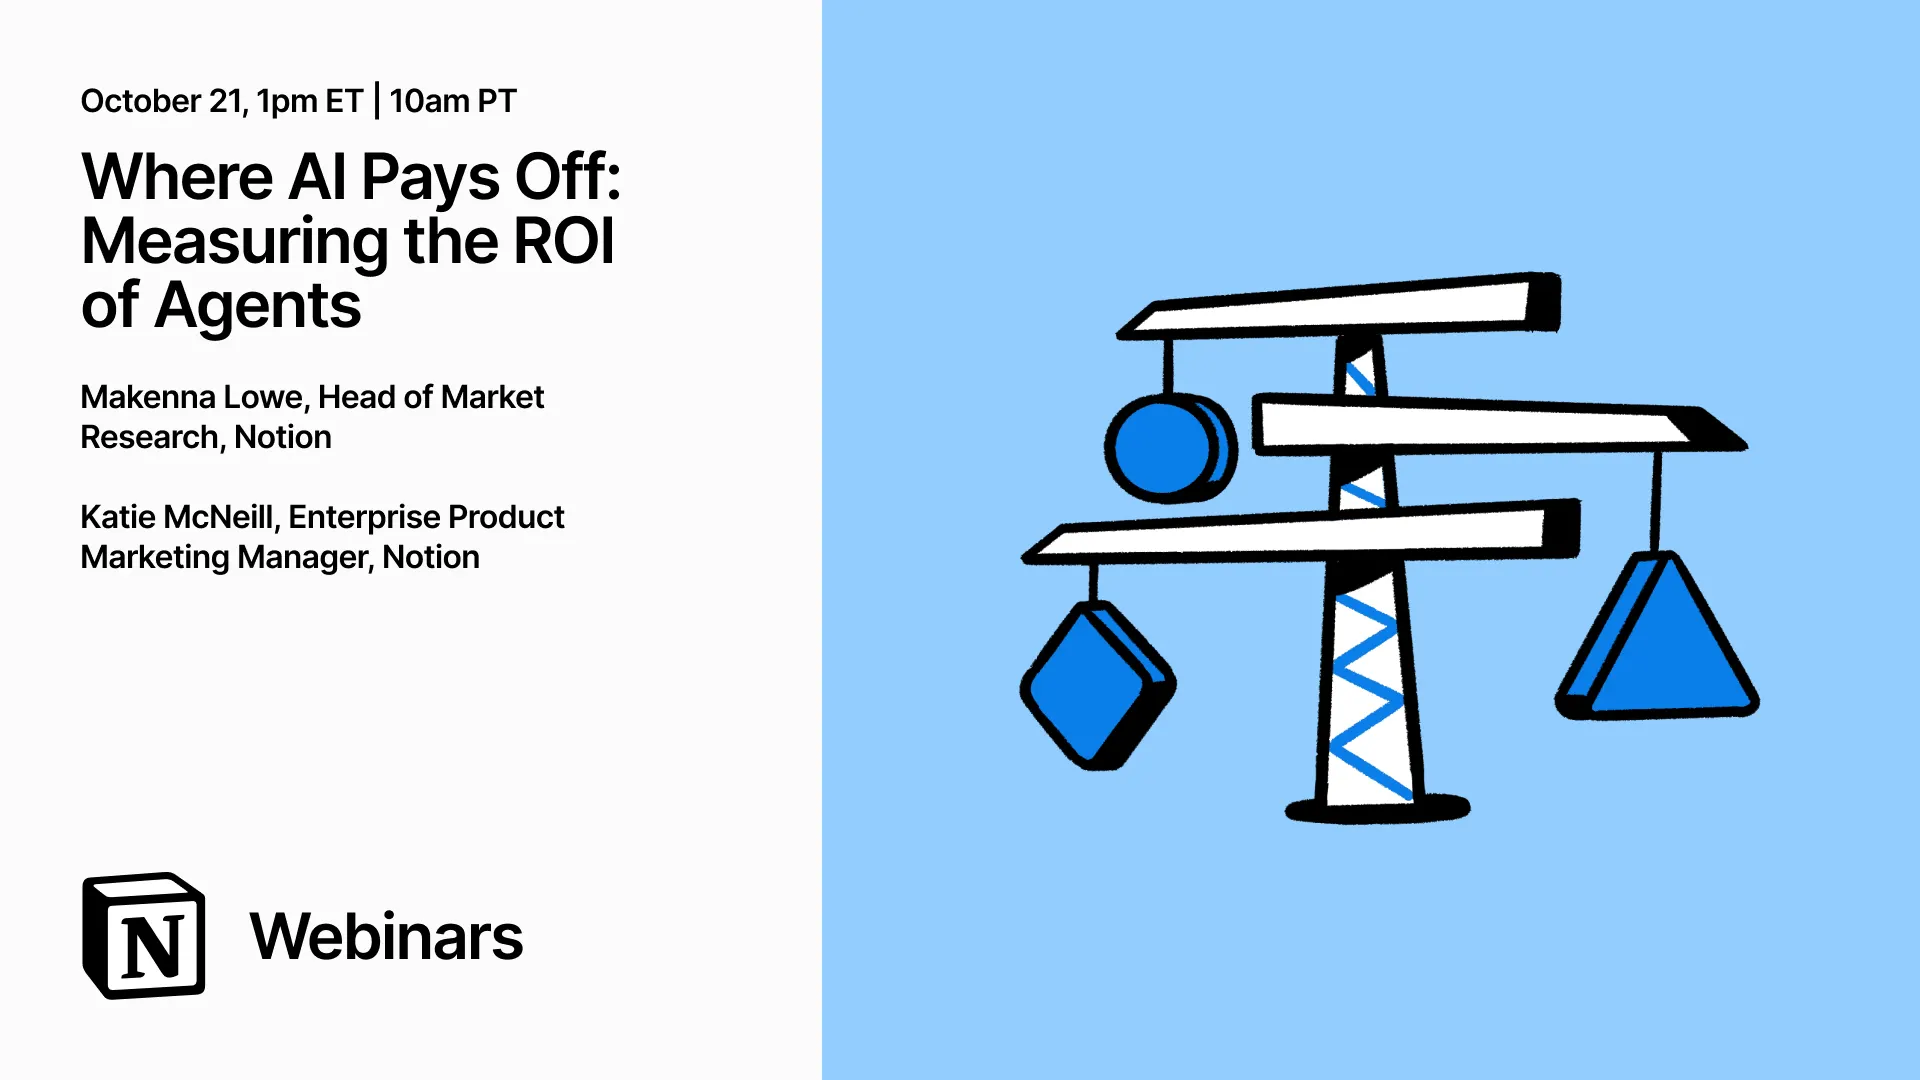 October 21, 1pm ET | 10am PT
Where AI Pays Off:
Measuring the ROI
of Agents
Makenna Lowe, Head of Market
Research, Notion
Katie McNeill, Enterprise Product
Marketing Manager, Notion
N
Webinars